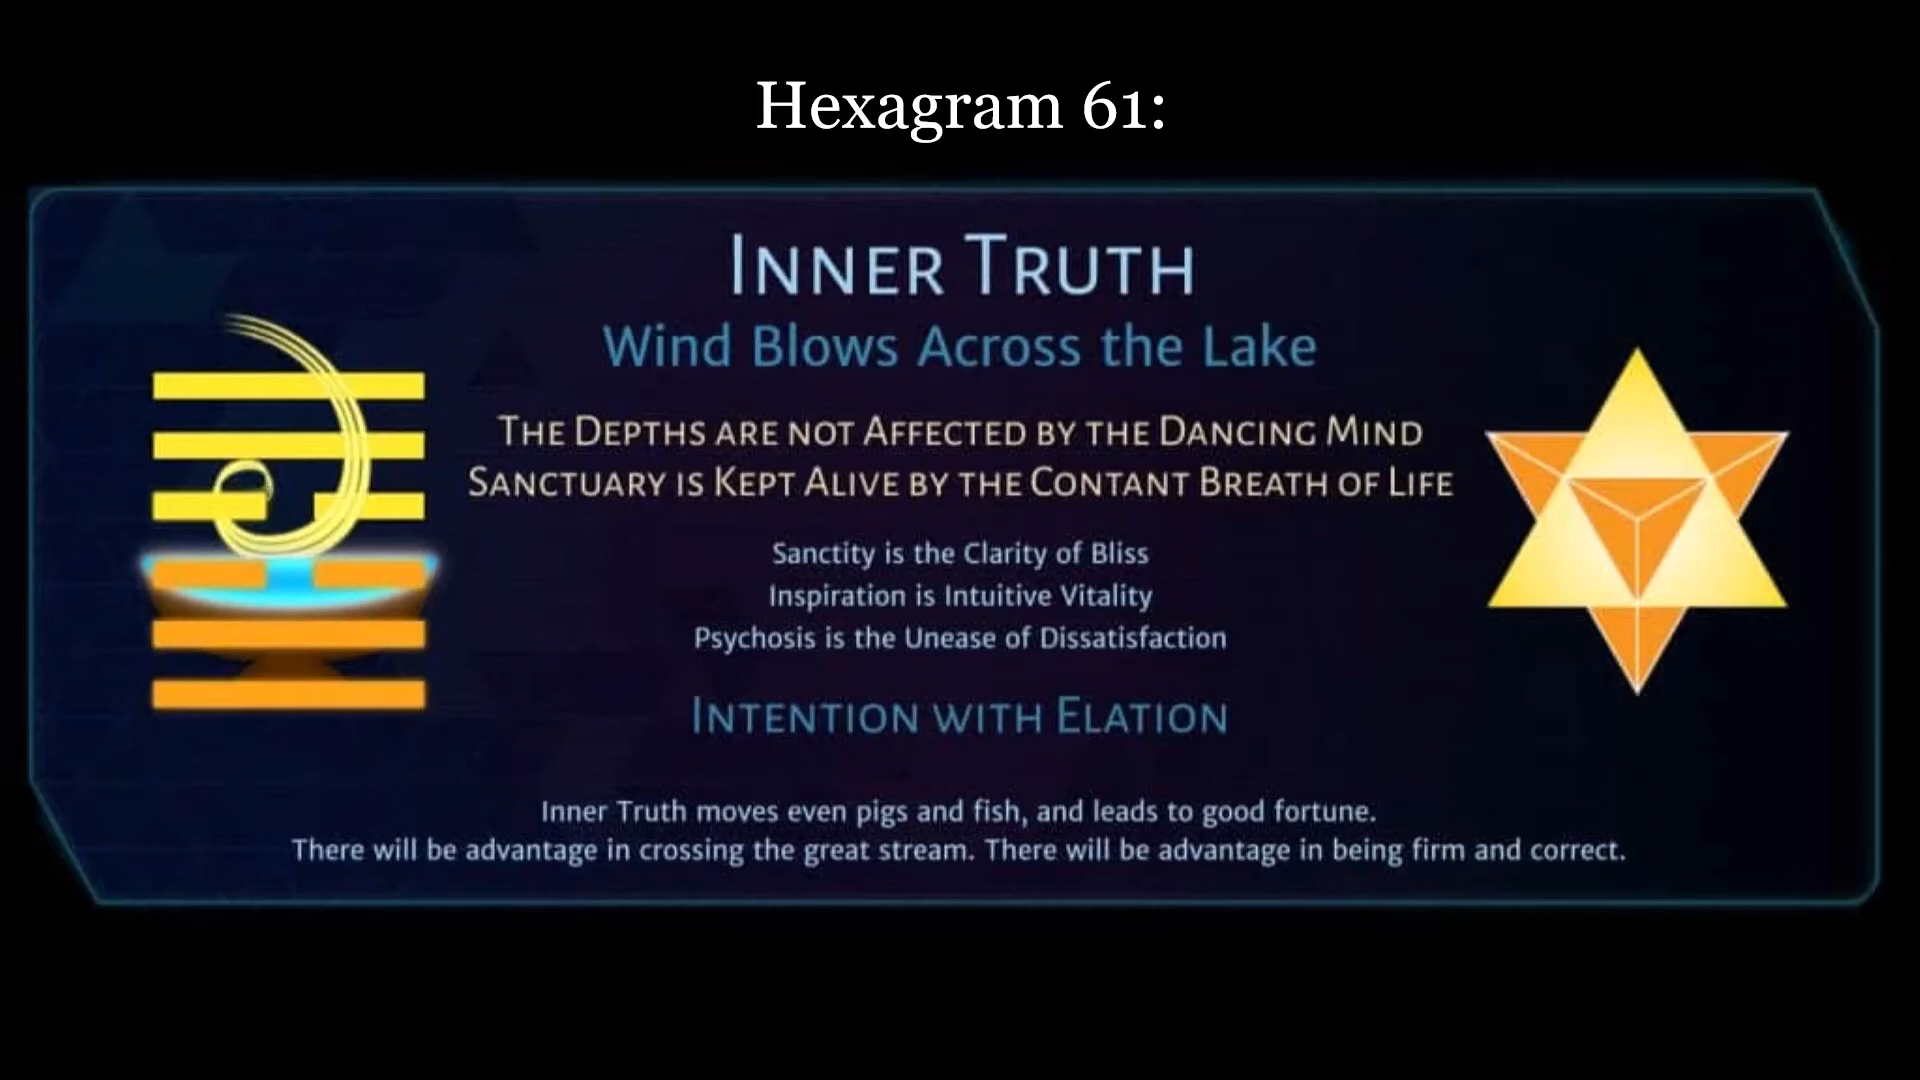 Hexagram 61:
Inner Truth
Wind Blows Across the Lake
The Depths are not Affected by the Dancing Mind
Sanctuary is Kept Alive by the Contant Breath of Life
Sanctity is the Clarity of Bliss
Inspiration is Intuitive Vitality
Psychosis is the Unease of Dissatisfaction
Intention with Elation
Inner Truth moves even pigs and fish, and leads to good fortune.
There will be advantage in crossing the great stream. There will be advantage in being firm and correct.